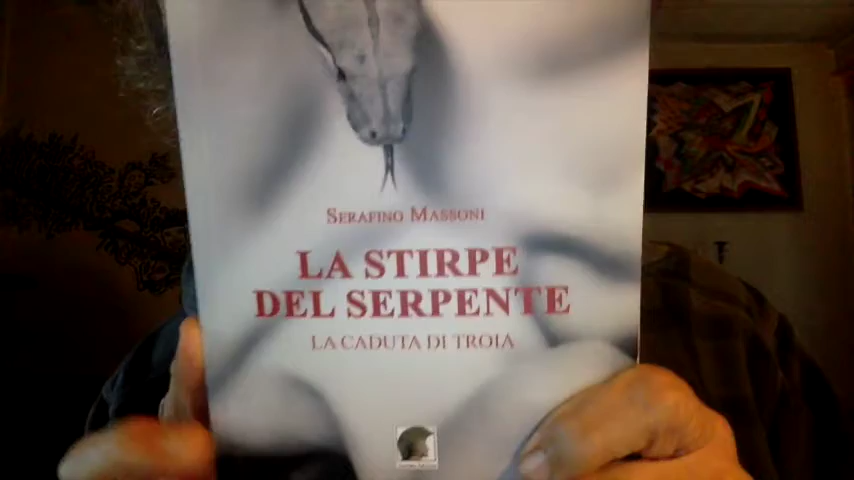 SERAFINO MASSONI
LA STIRPE
DEL SERPENTE
LA CADUTA DI TROIA